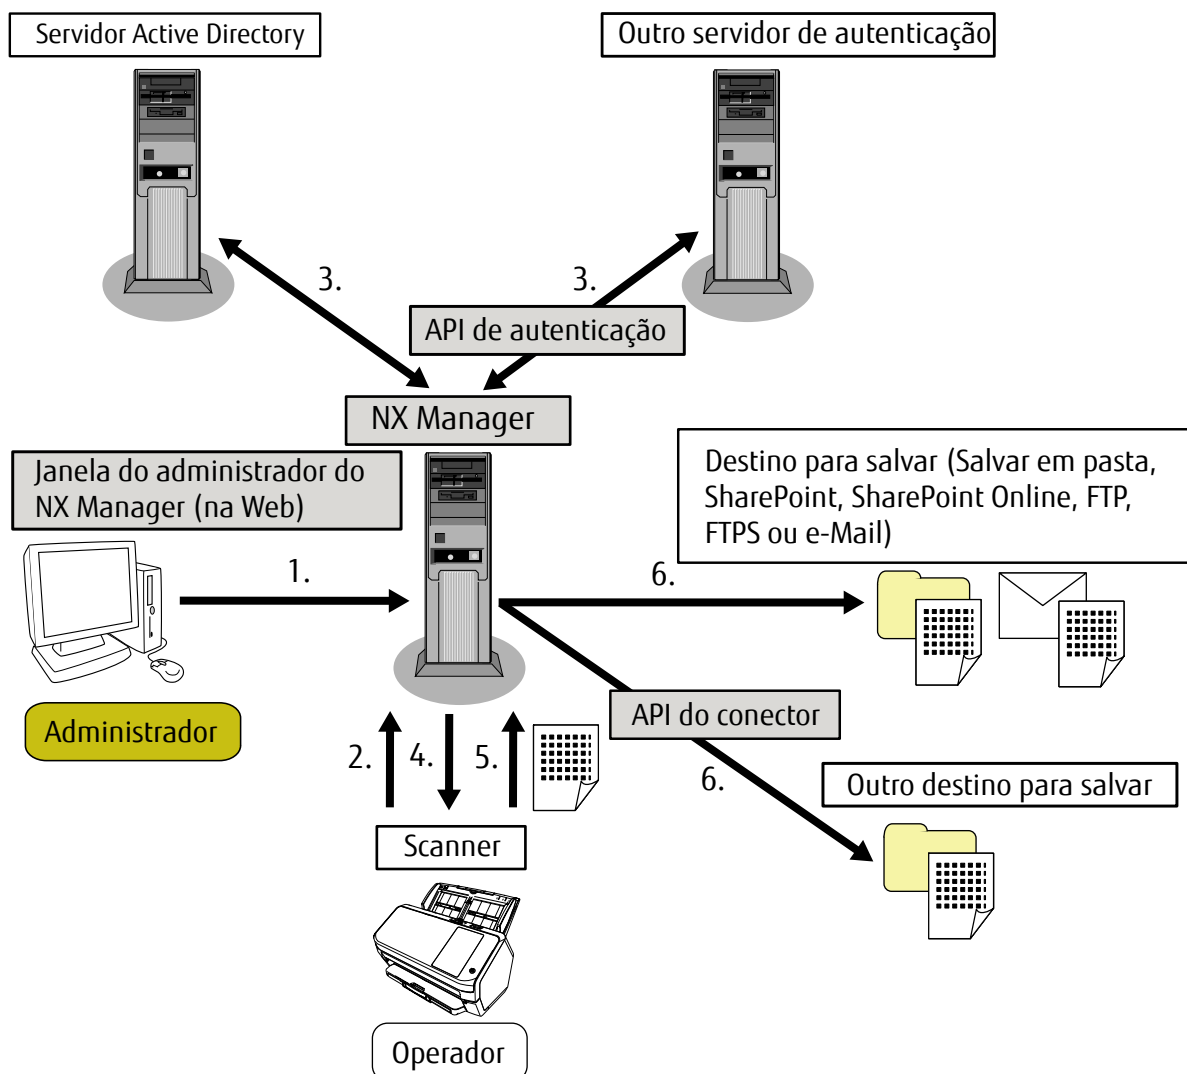 Servidor Active Directory
Outro servidor de autenticação
3.
3.
API de autenticação
NX Manager
Janela do administrador do
NX Manager (na Web)
Destino para salvar (Salvar em pasta,
SharePoint, SharePoint Online, FTP,
FTPS ou e-Mail)
1.
6.
Administrador
API do conector
2.
4.
5.
6.
Outro destino para salvar
Scanner
Operador